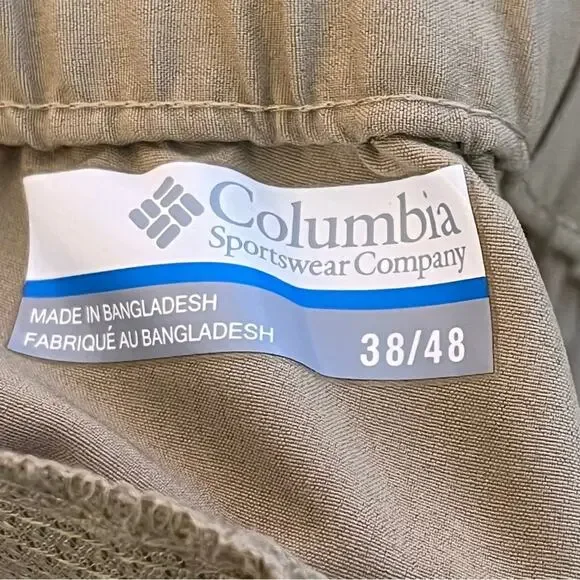 Columbia
Sportswear Company
MADE IN BANGLADESH
FABRIQUÉ AU BANGLADESH
38/48